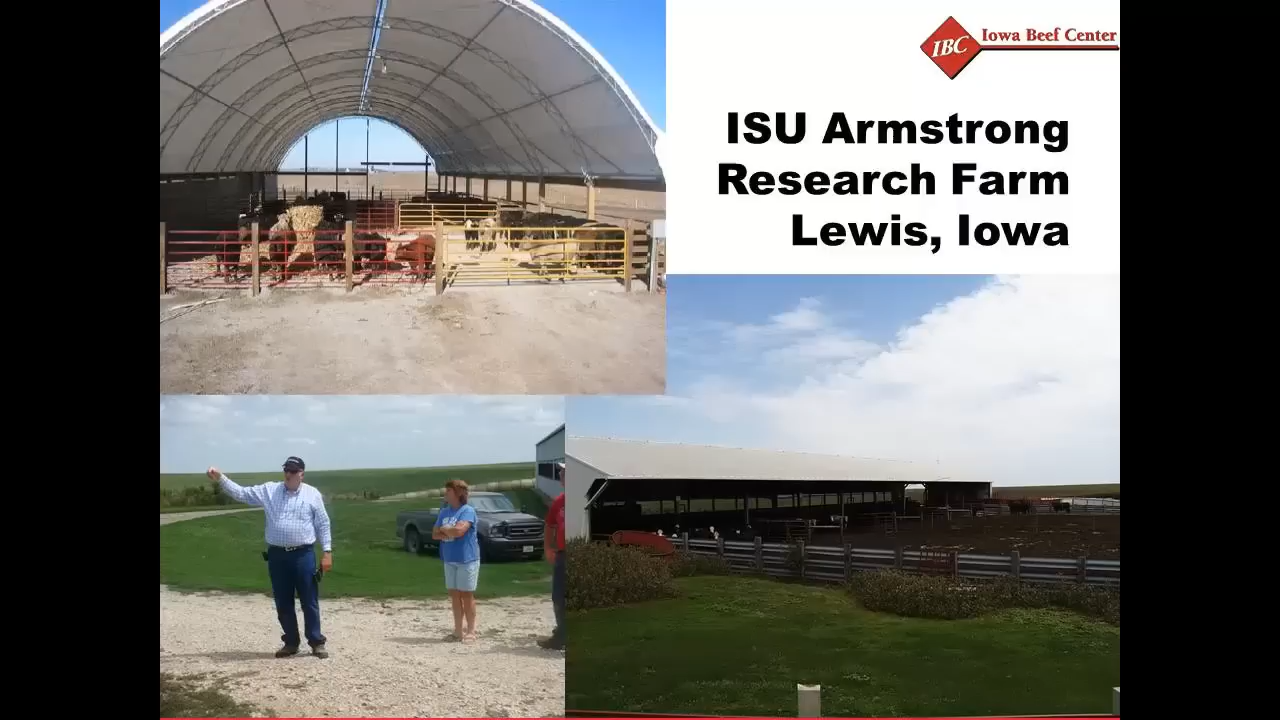 IBC Iowa Beef Center
ISU Armstrong
Research Farm
Lewis, Iowa